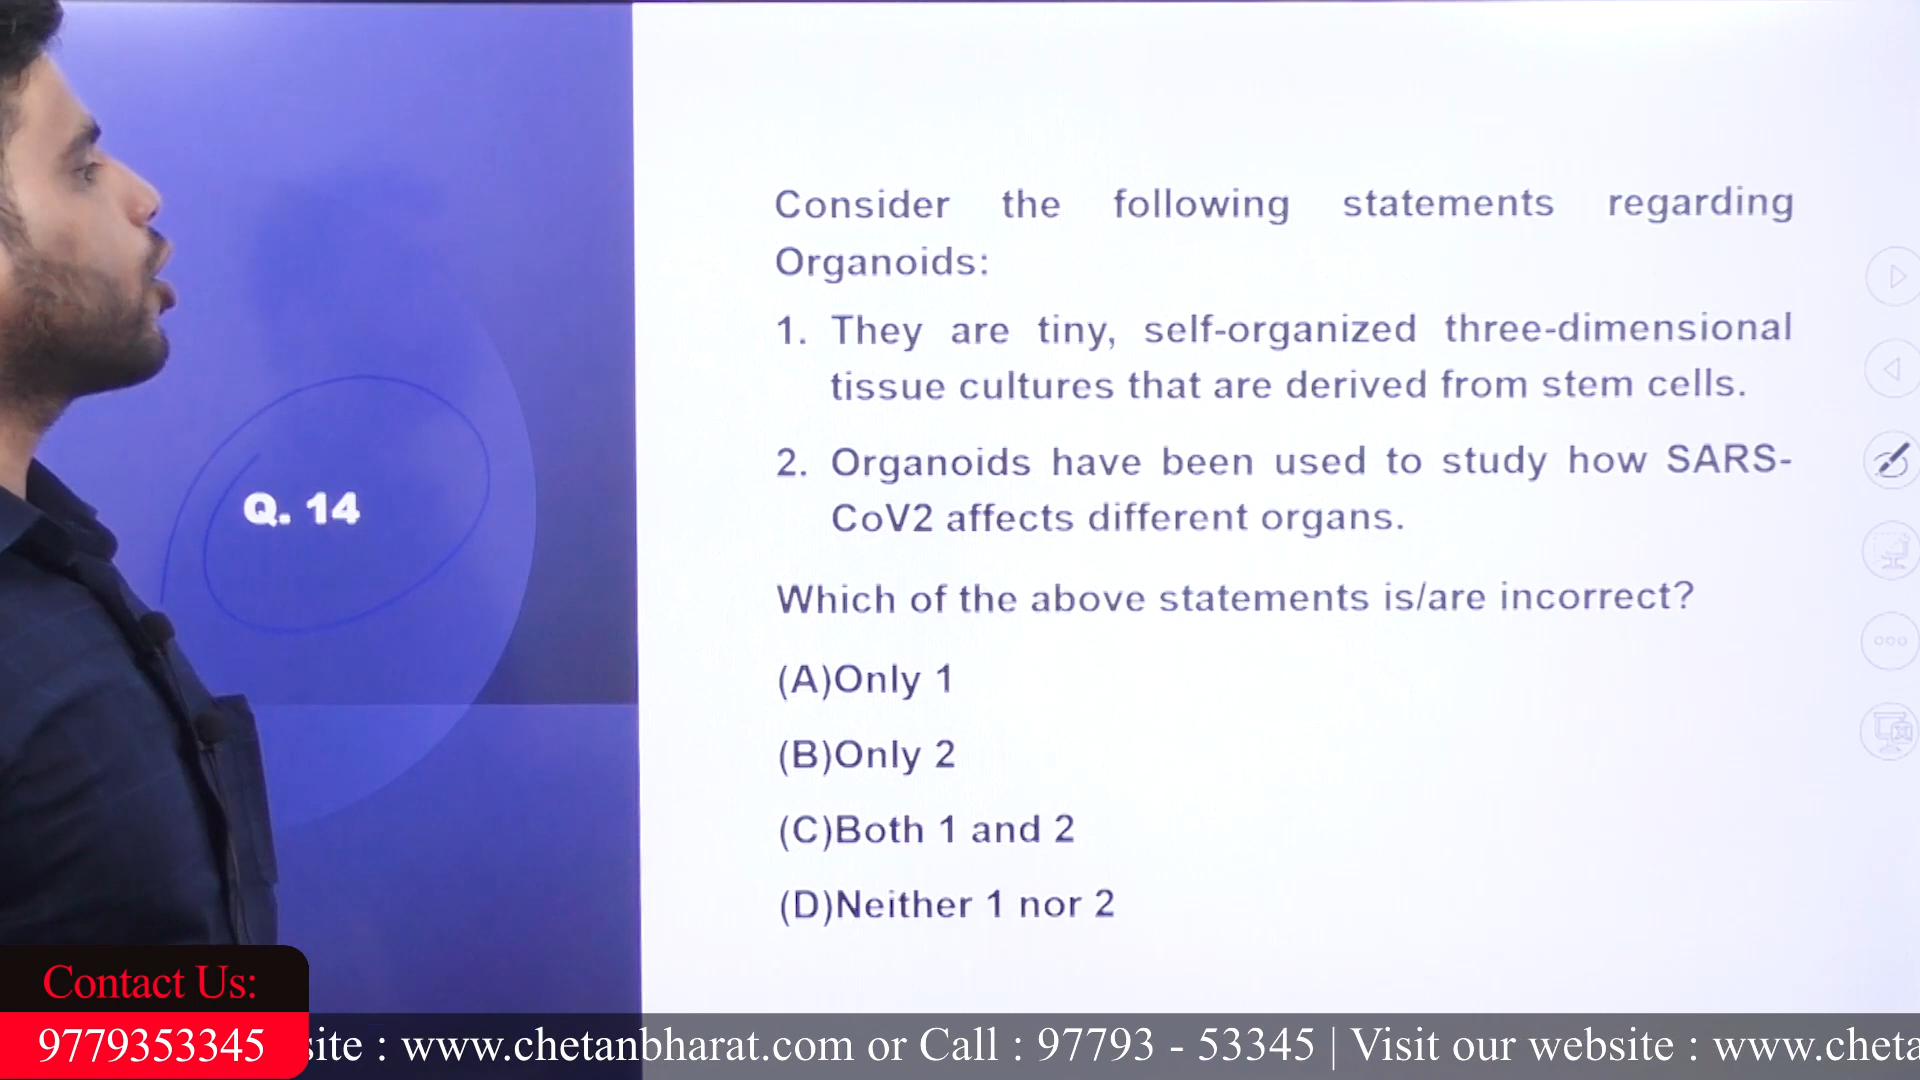 Consider the following statements regarding
Organoids:
1. They are tiny, self-organized three-dimensional
tissue cultures that are derived from stem cells.
2. Organoids have been used to study how SARS-
CoV2 affects different organs.
Which of the above statements is/are incorrect?
(A)Only 1
(B)Only 2
(C)Both 1 and 2
(D)Neither 1 nor 2
Q. 14
Contact Us:
9779353345
site : www.chetanbharat.com or Call : 97793 - 53345 | Visit our website : www.cheta